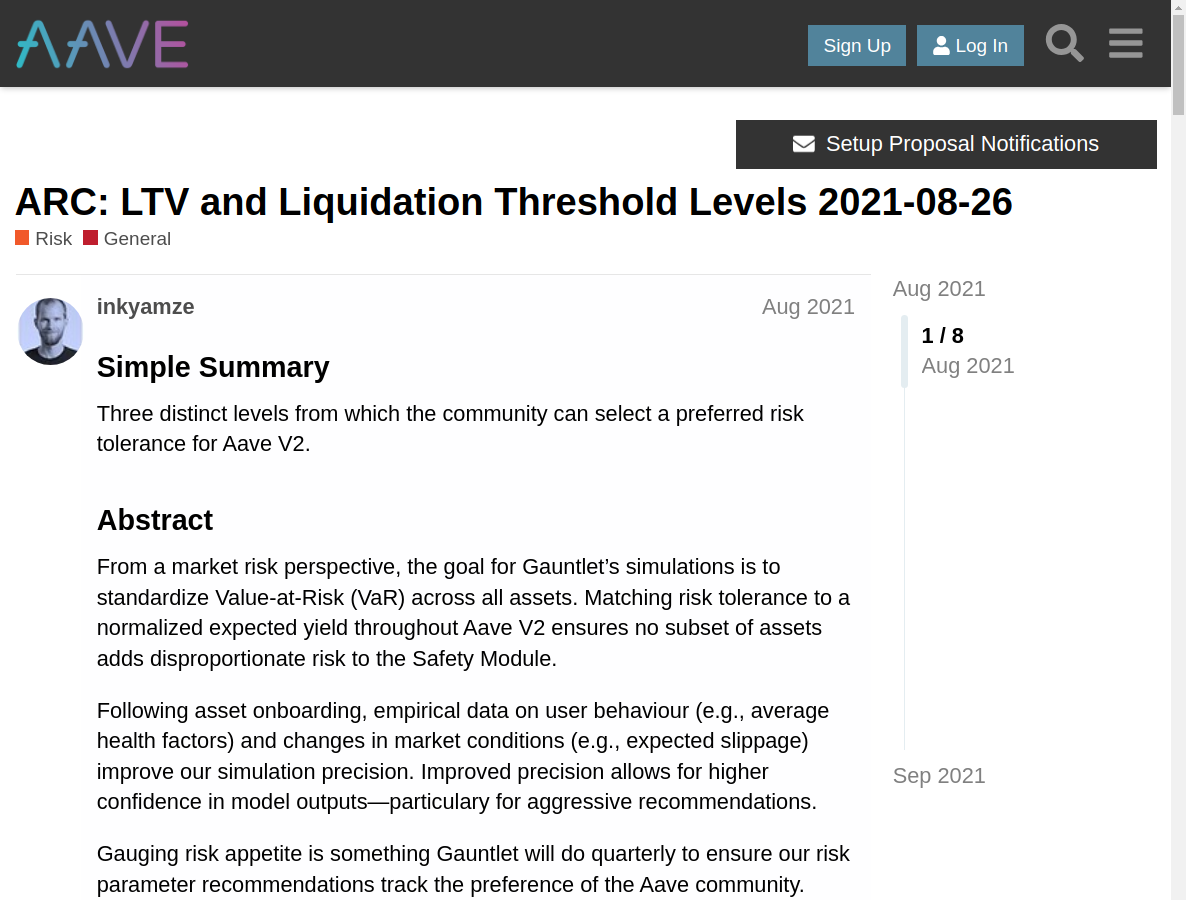 AAVE
Sign Up
Log In
Setup Proposal Notifications
ARC: LTV and Liquidation Threshold Levels 2021-08-26
Risk General
inkyamze Aug 2021
Simple Summary
Three distinct levels from which the community can select a preferred risk
tolerance for Aave V2.
Abstract
From a market risk perspective, the goal for Gauntlet’s simulations is to
standardize Value-at-Risk (VaR) across all assets. Matching risk tolerance to a
normalized expected yield throughout Aave V2 ensures no subset of assets
adds disproportionate risk to the Safety Module.
Following asset onboarding, empirical data on user behaviour (e.g., average
health factors) and changes in market conditions (e.g., expected slippage)
improve our simulation precision. Improved precision allows for higher
confidence in model outputs—particulary for aggressive recommendations.
Gauging risk appetite is something Gauntlet will do quarterly to ensure our risk
parameter recommendations track the preference of the Aave community.
Aug 2021
1 / 8
Aug 2021
Sep 2021